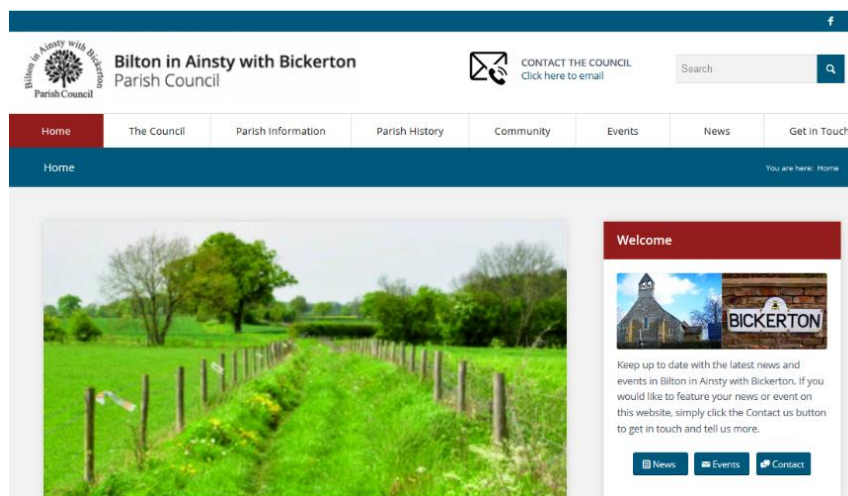 f
Bilton in Ainsty with Bickerton
Parish Council
Bilton in Ainsty with Bickerton
Parish Council
CONTACT THE COUNCIL
Click here to email
Search
Home
The Council
Parish Information
Parish History
Community
Events
News
Get in Touch
Home
You are here: Home
Welcome
BICKERTON
Keep up to date with the latest news and
events in Bilton in Ainsty with Bickerton. If you
would like to feature your news or event on
this website, simply click the Contact us button
to get in touch and tell us more.
News
Events
Contact